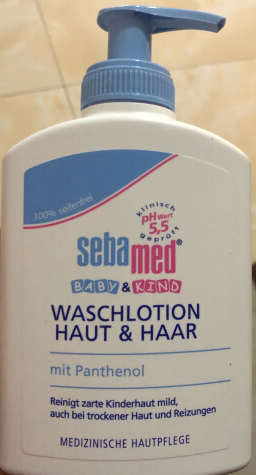 100% seifenfrei
klinisch
pH Wert
5,5
geprüft
sebamed®
BABY & KIND
WASCHLOTION
HAUT & HAAR
mit Panthenol
Reinigt zarte Kinderhaut mild,
auch bei trockener Haut und Reizungen
MEDIZINISCHE HAUTPFLEGE